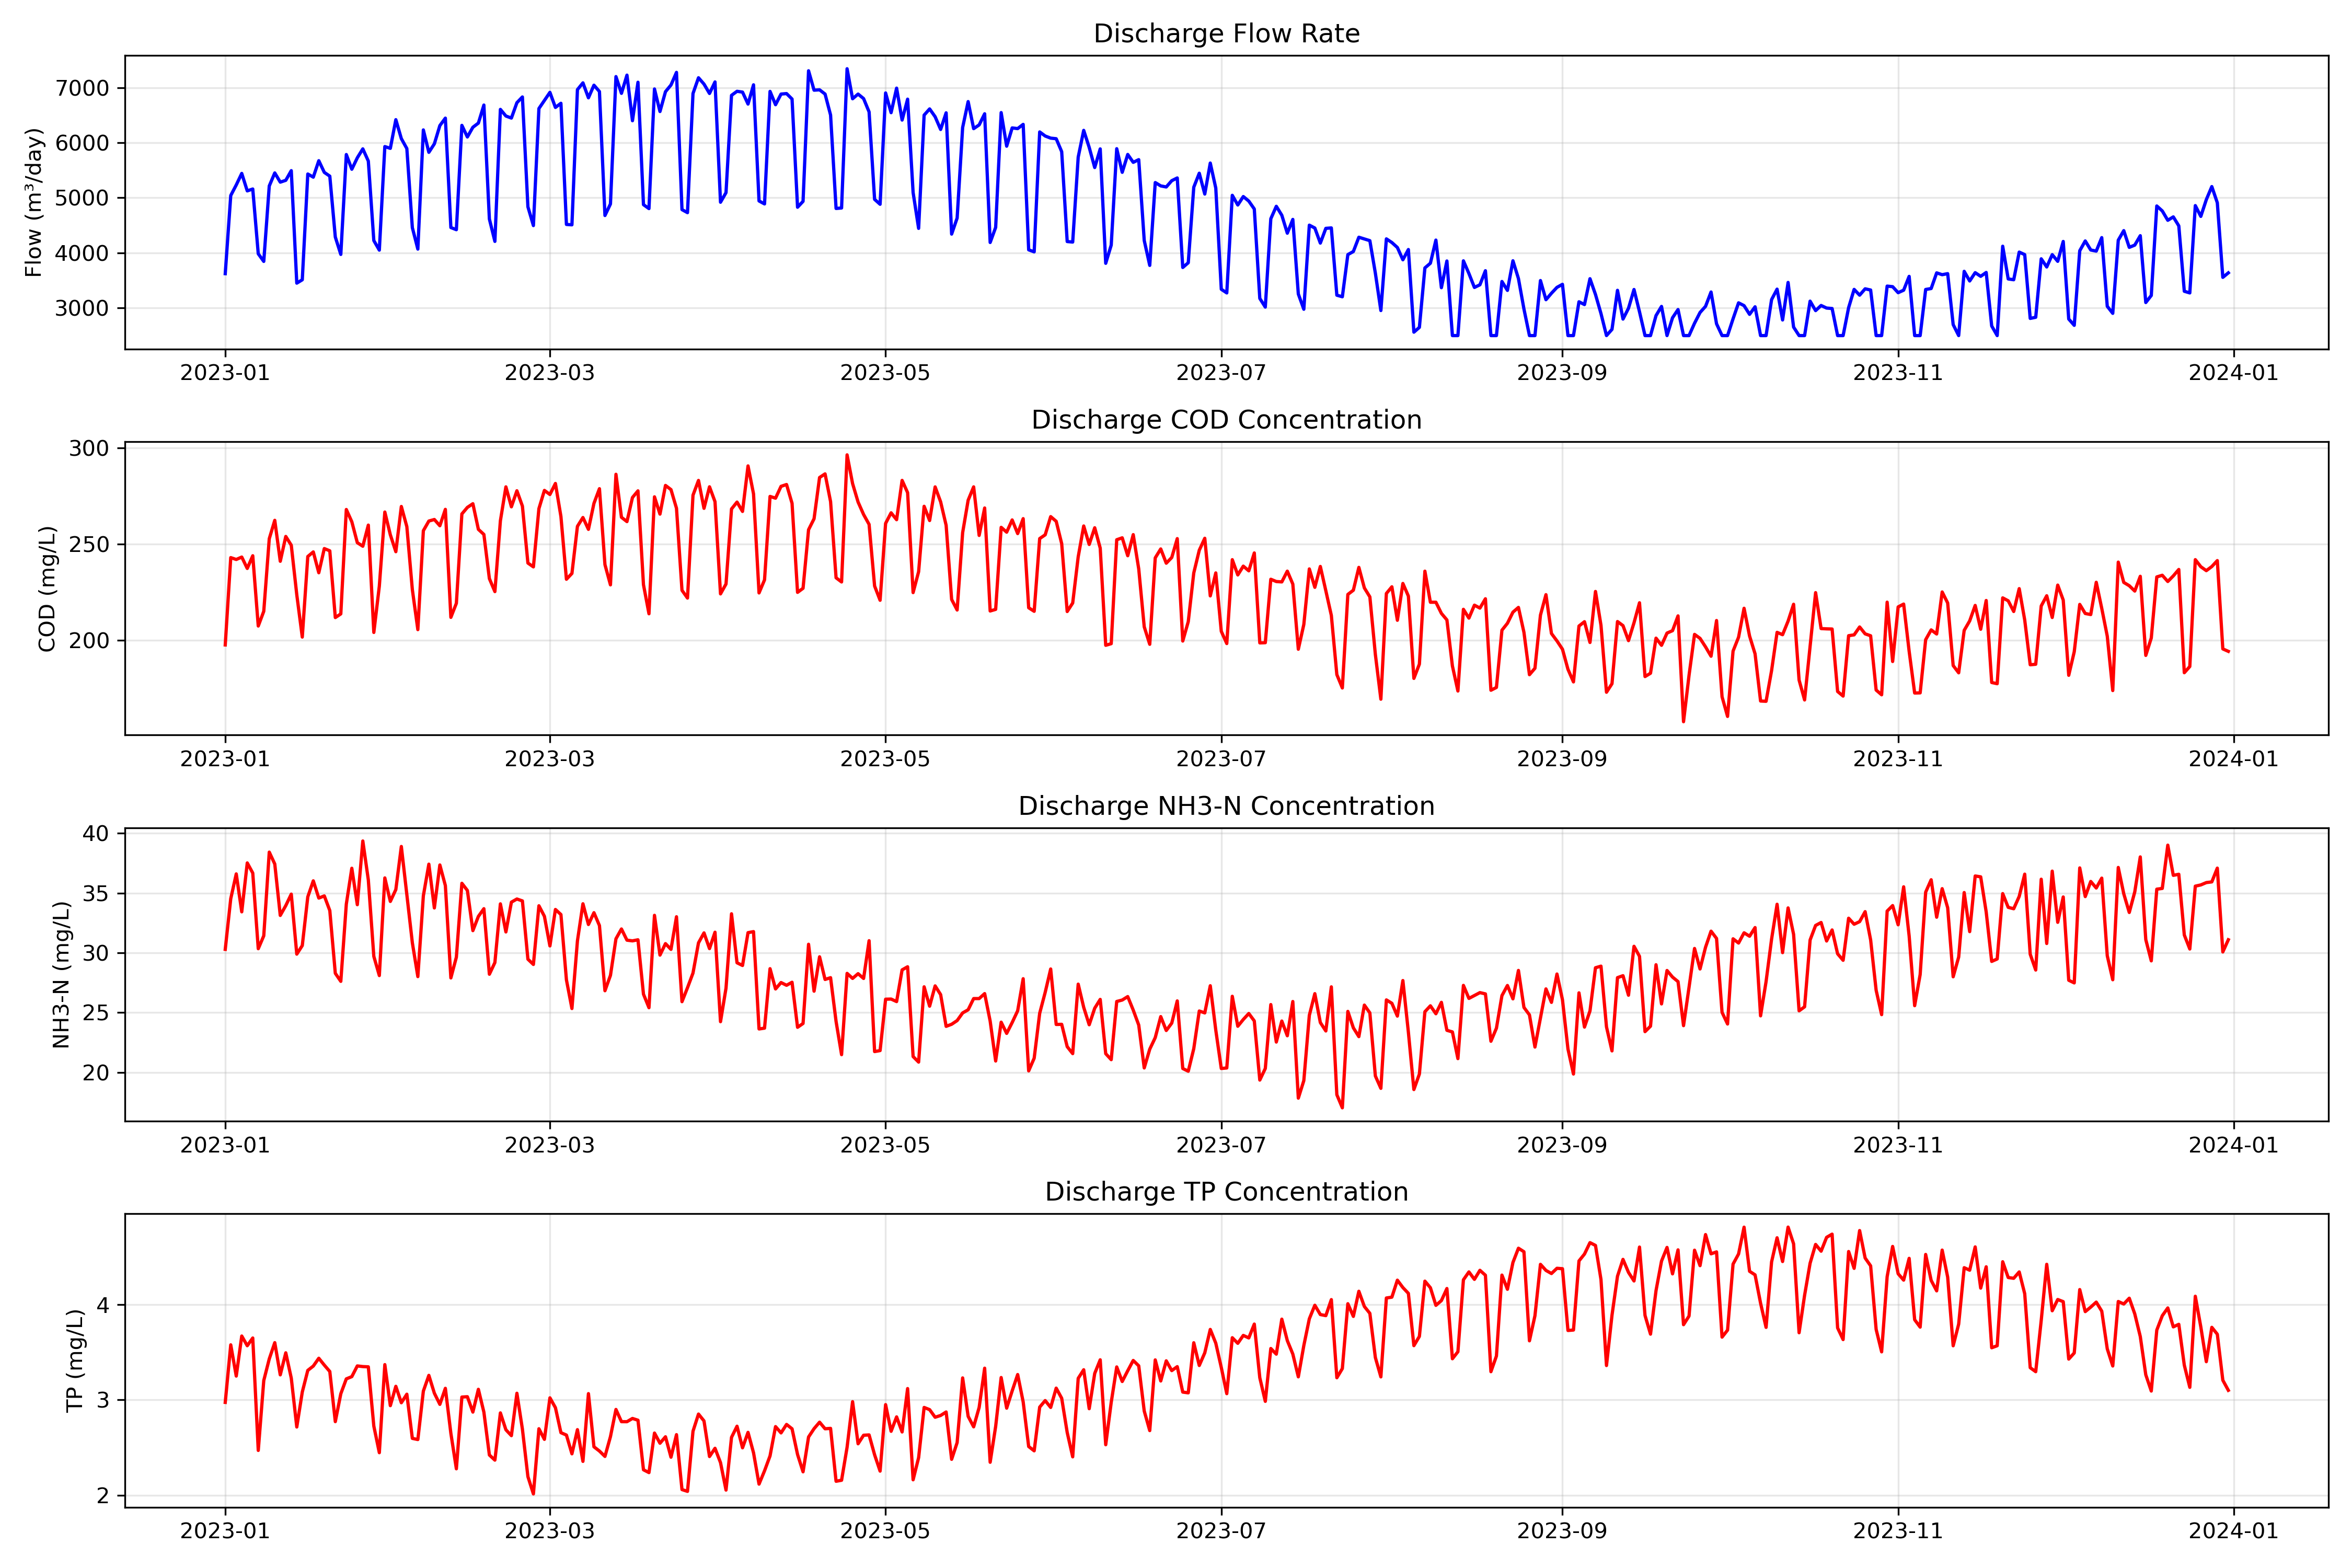 Discharge Flow Rate
Flow (m³/day)
7000
6000
5000
4000
3000
2023-01 2023-03 2023-05 2023-07 2023-09 2023-11 2024-01
Discharge COD Concentration
COD (mg/L)
300
250
200
2023-01 2023-03 2023-05 2023-07 2023-09 2023-11 2024-01
Discharge NH3-N Concentration
NH3-N (mg/L)
40
35
30
25
20
2023-01 2023-03 2023-05 2023-07 2023-09 2023-11 2024-01
Discharge TP Concentration
TP (mg/L)
4
3
2
2023-01 2023-03 2023-05 2023-07 2023-09 2023-11 2024-01